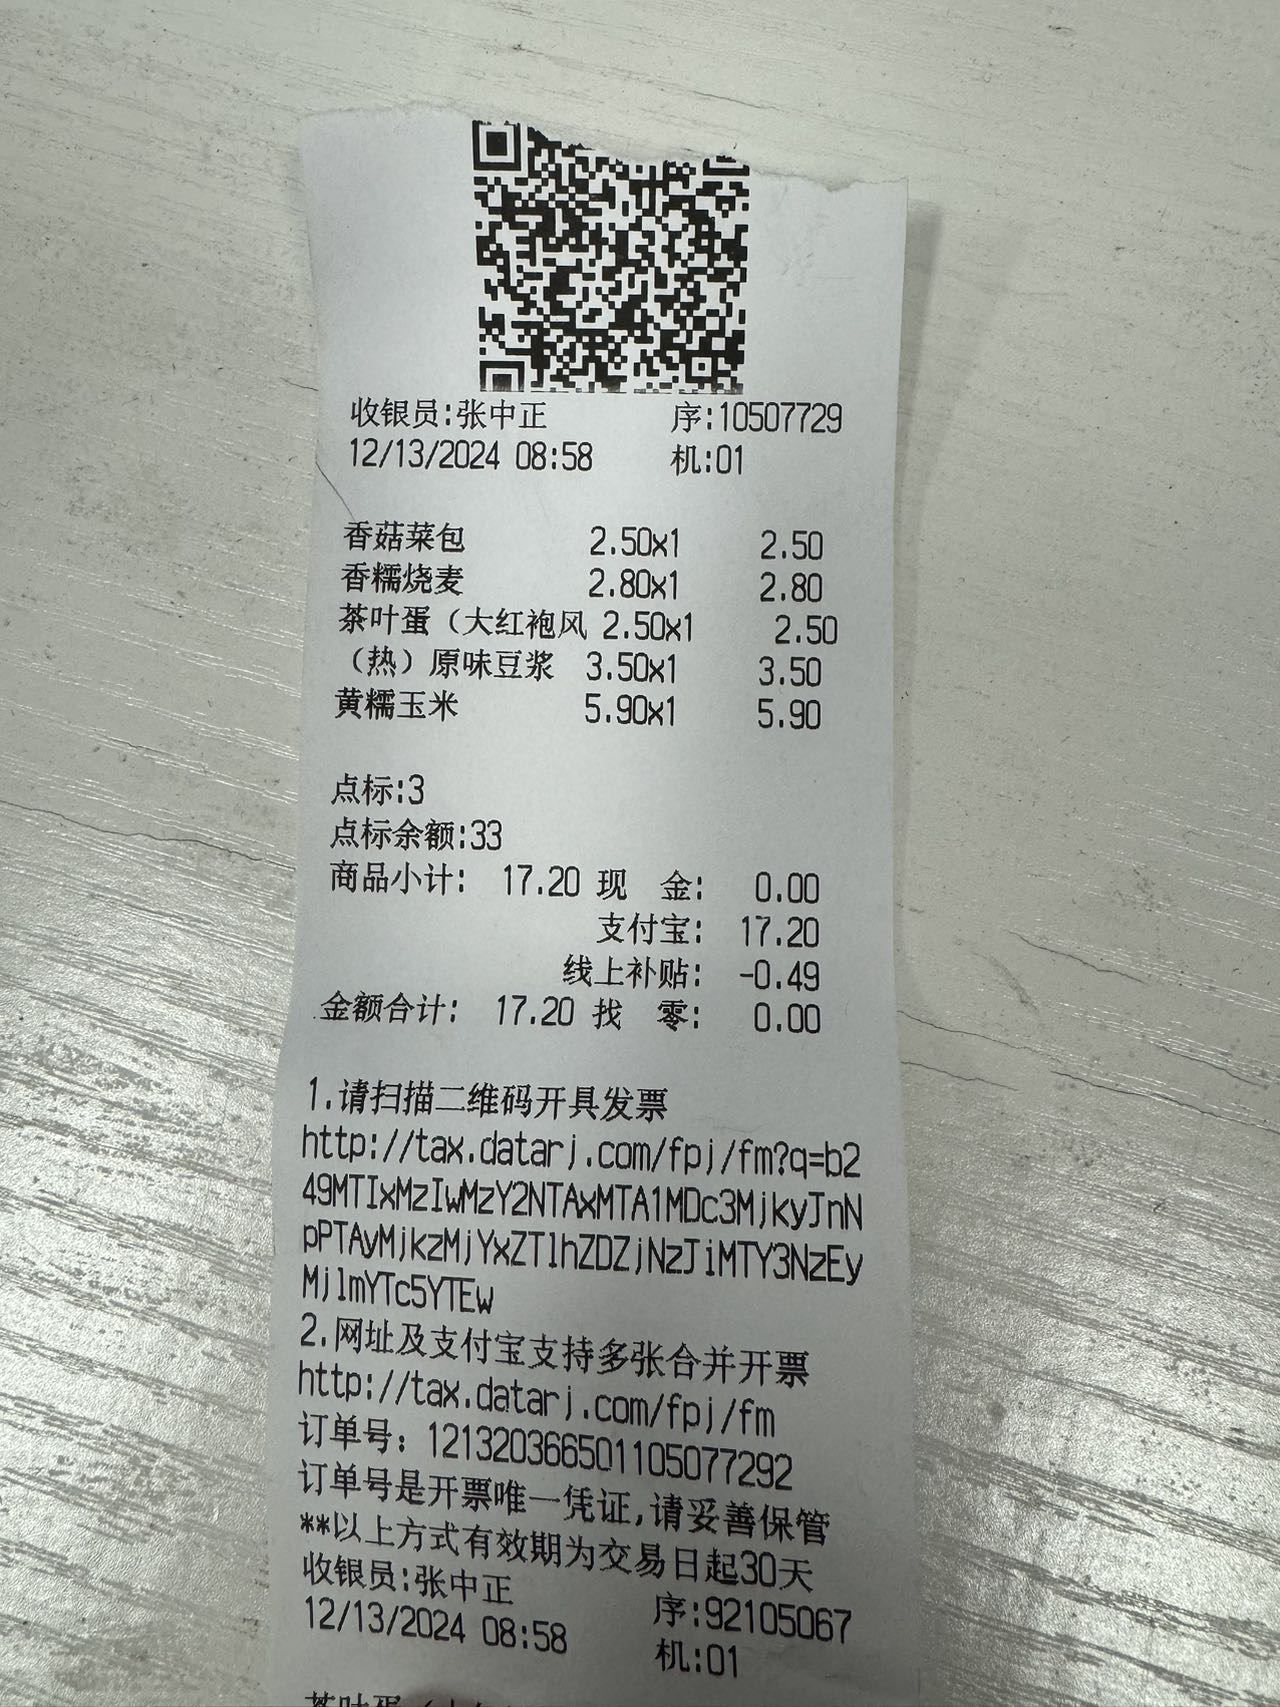 收银员:张中正 序:10507729
12/13/2024 08:58 机:01
香菇菜包 2.50x1 2.50
香糯烧麦 2.80x1 2.80
茶叶蛋（大红袍风 2.50x1 2.50
（热）原味豆浆 3.50x1 3.50
黄糯玉米 5.90x1 5.90
点标:3
点标余额:33
商品小计: 17.20 现 金: 0.00
支付宝: 17.20
线上补贴: -0.49
金额合计: 17.20 找 零: 0.00
1.请扫描二维码开具发票
http://tax.datarj.com/fpj/fm?q=b2
49MTIxMzIwMzY2NTAxMTA1MDc3MjkyJnN
pPTAyMjkzMjYxZTlhZDZjNzJiMTY3NzEy
MjlmYTc5YTEw
2.网址及支付宝支持多张合并开票
http://tax.datarj.com/fpj/fm
订单号: 121320366501105077292
订单号是开票唯一凭证,请妥善保管
**以上方式有效期为交易日起30天
收银员:张中正 序:92105067
12/13/2024 08:58 机:01